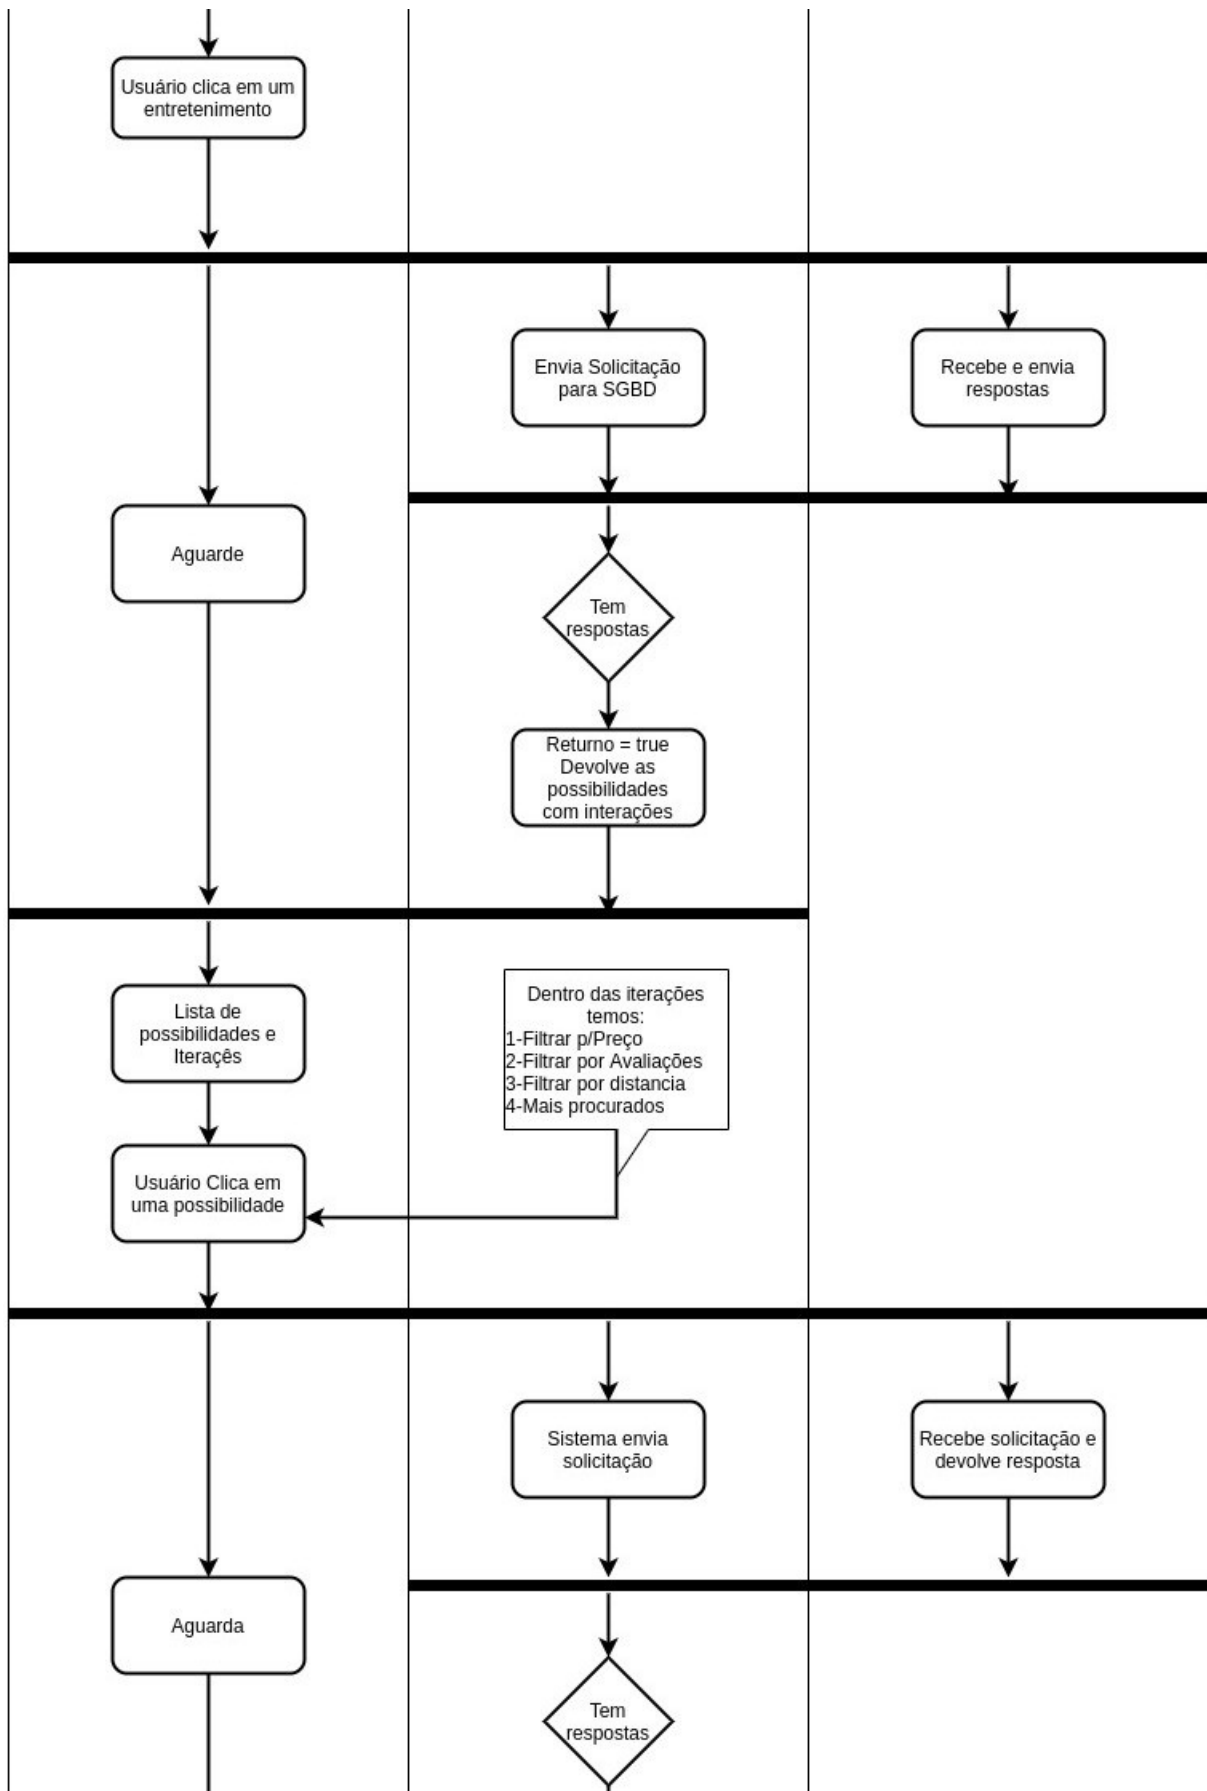 Usuário clica em um
entretenimento
Envia Solicitação
para SGBD
Recebe e envia
respostas
Aguarde
Tem
respostas
Returno = true
Devolve as
possibilidades
com interações
Lista de
possibilidades e
Iteraçês
Dentro das iterações
temos:
1-Filtrar p/Preço
2-Filtrar por Avaliações
3-Filtrar por distancia
4-Mais procurados
Usuário Clica em
uma possibilidade
Sistema envia
solicitação
Recebe solicitação e
devolve resposta
Aguarda
Tem
respostas